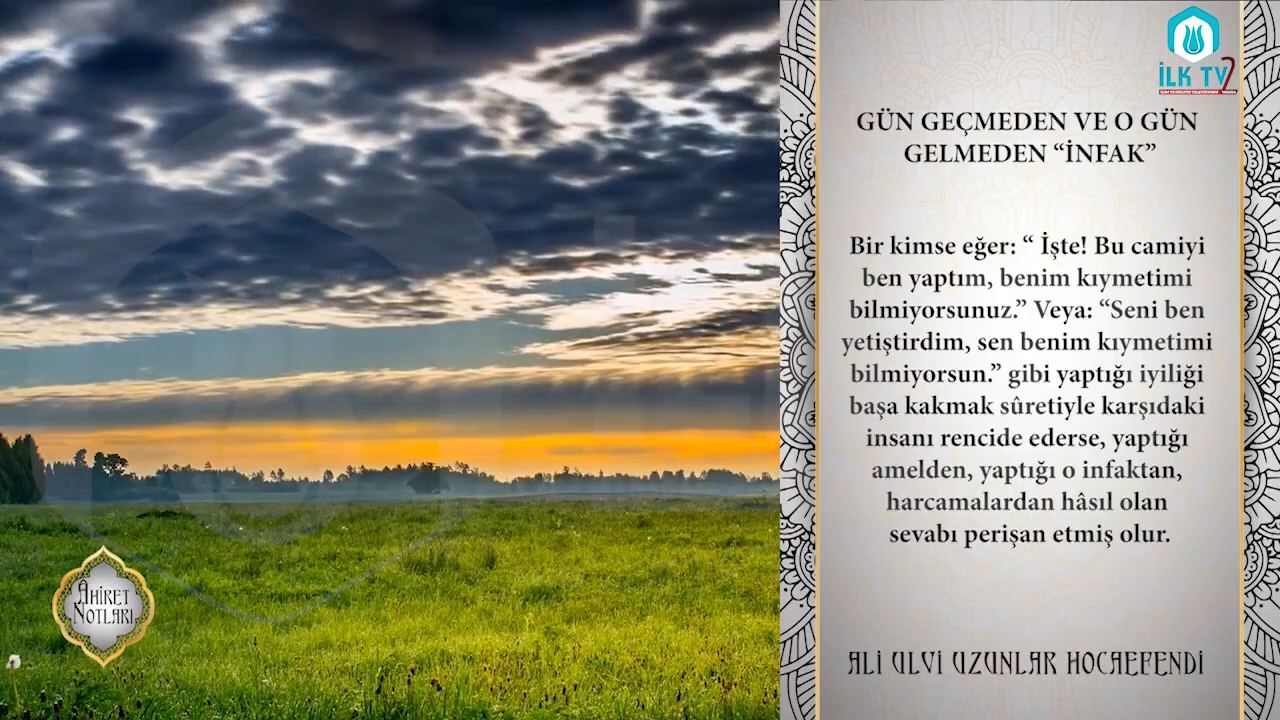 İLK TV 2
GÜN GEÇMEDEN VE O GÜN
GELMEDEN “İNFAK”
Bir kimse eğer: “ İşte! Bu camiyi
ben yaptım, benim kıymetimi
bilmiyorsunuz.” Veya: “Seni ben
yetiştirdim, sen benim kıymetimi
bilmiyorsun.” gibi yaptığı iyiliği
başa kakmak sûretiyle karşıdaki
insanı rencide ederse, yaptığı
amelden, yaptığı o infaktan,
harcamalardan hâsıl olan
sevabı perişan etmiş olur.
ÂHİRET
NOTLARI
ALİ ULVİ UZUNLAR HOCAEFENDİ